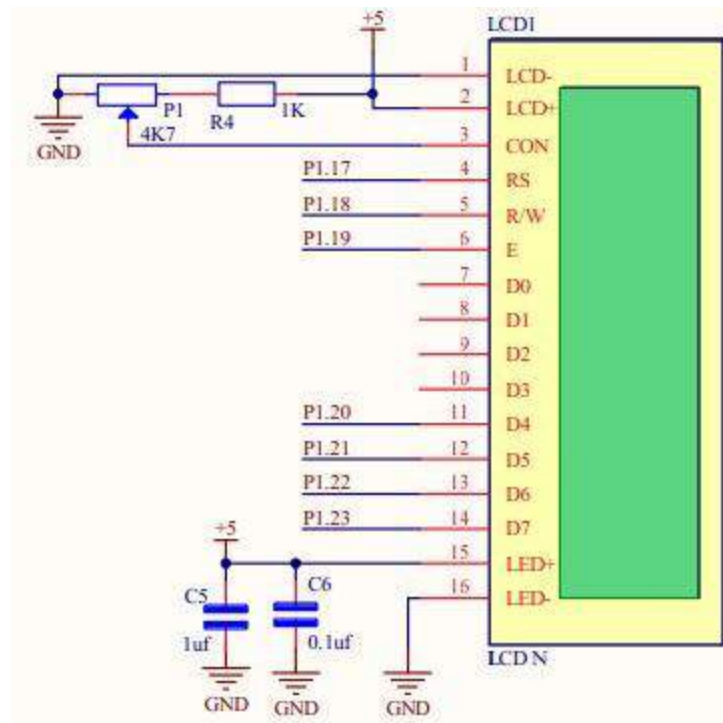 LCD1
+5
1 LCD-
2 LCD+
P1 R4 1K
4K7
GND
3 CON
P1.17 4 RS
P1.18 5 R/W
P1.19 6 E
7 D0
8 D1
9 D2
10 D3
P1.20 11 D4
P1.21 12 D5
P1.22 13 D6
P1.23 14 D7
+5
15 LED+
C5 C6
16 LED-
1uf 0.1uf
LCD N
GND GND GND